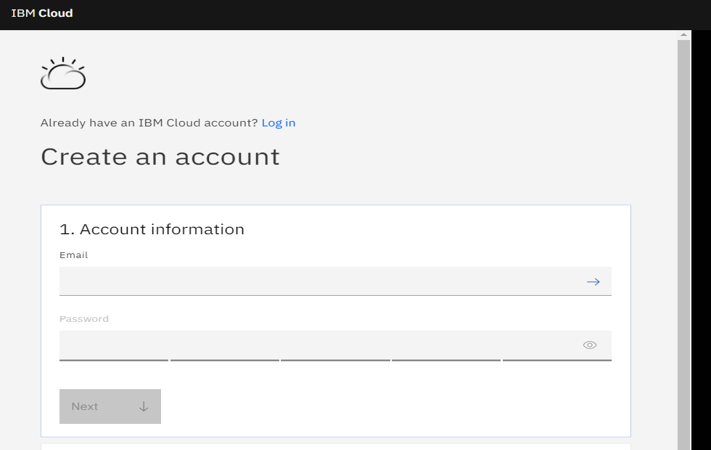 IBM Cloud
Already have an IBM Cloud account? Log in
Create an account
1. Account information
Email
Password
Next